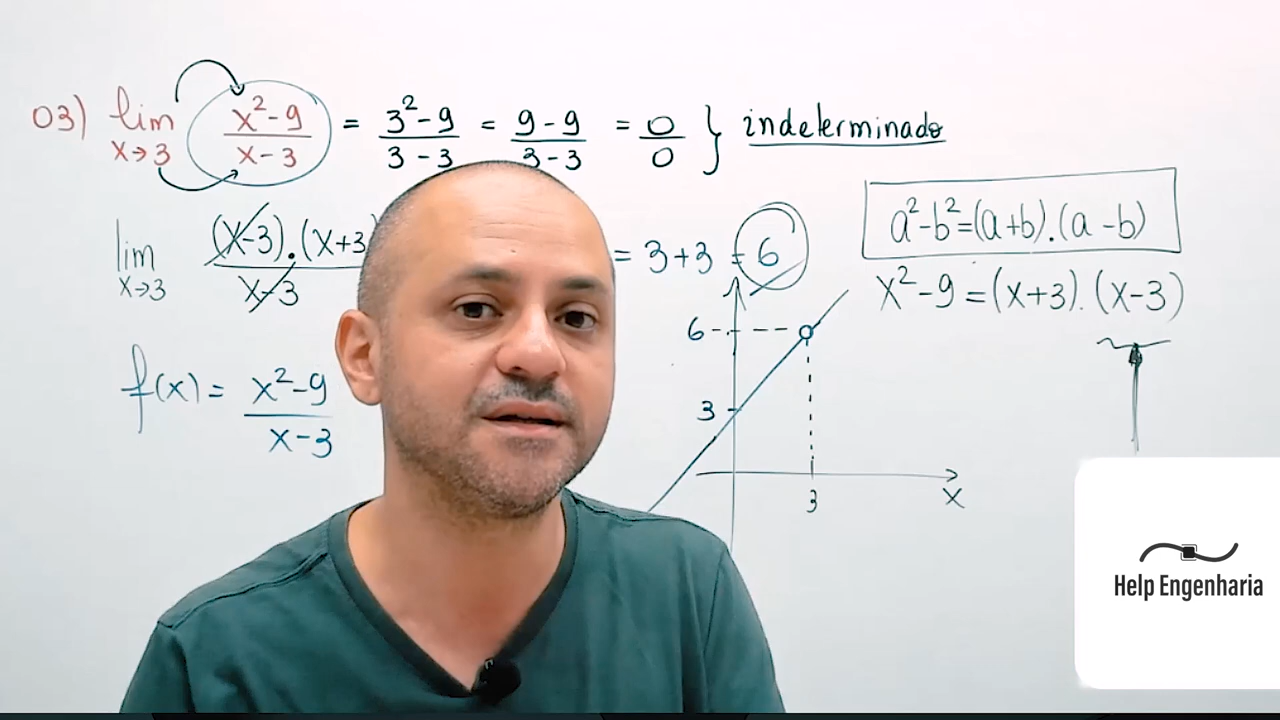 03) lim x→3 x²-9 / x-3 = 3²-9 / 3-3 = 9-9 / 3-3 = 0/0 } indeterminado
lim x→3 (x-3).(x+3 / x-3 = 3+3 = 6
a²-b²=(a+b).(a-b)
x²-9=(x+3).(x-3)
f(x)= x²-9 / x-3
6
3
3
x
Help Engenharia